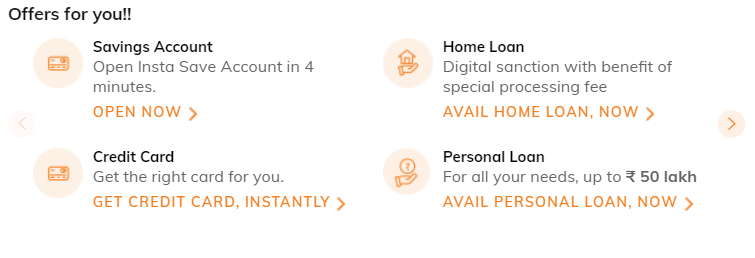 Offers for you!!
Savings Account
Open Insta Save Account in 4
minutes.
OPEN NOW
Home Loan
Digital sanction with benefit of
special processing fee
AVAIL HOME LOAN, NOW
Credit Card
Get the right card for you.
GET CREDIT CARD, INSTANTLY
Personal Loan
For all your needs, up to ₹ 50 lakh
AVAIL PERSONAL LOAN, NOW